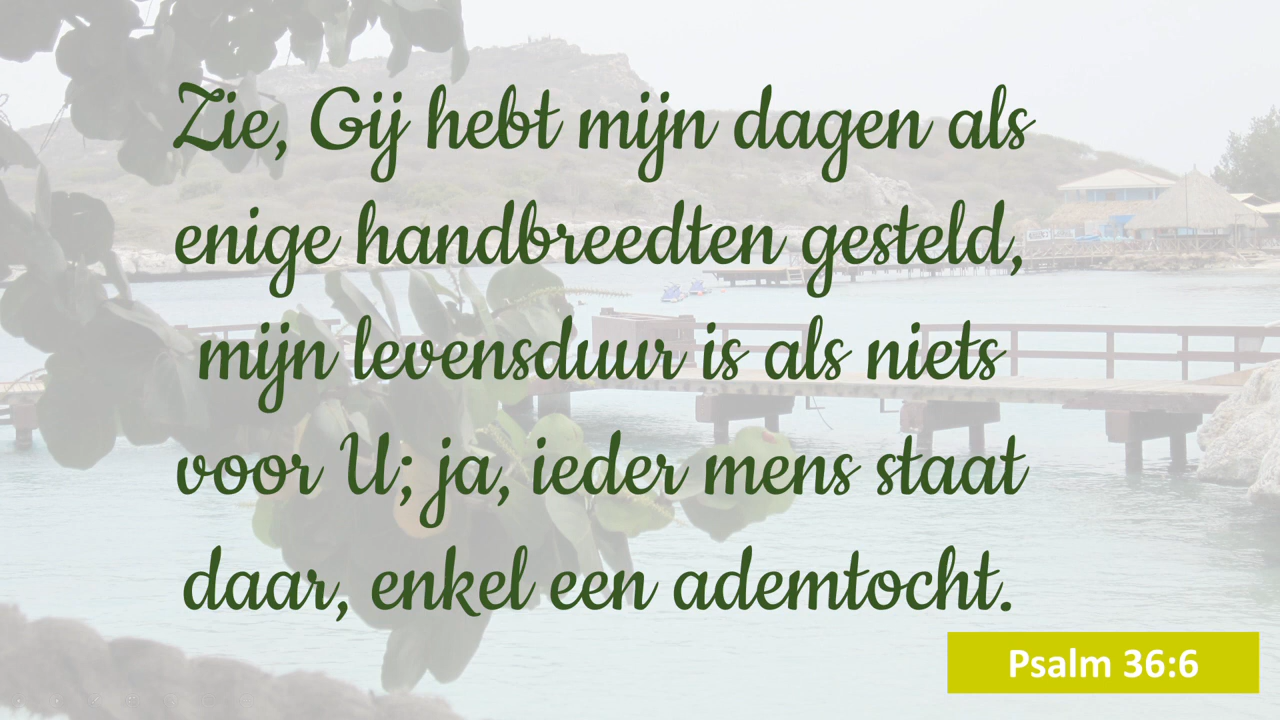 Zie, Gij hebt mijn dagen als
enige handbreedten gesteld,
mijn levensduur is als niets
voor U; ja, ieder mens staat
daar, enkel een ademtocht.
Psalm 36:6